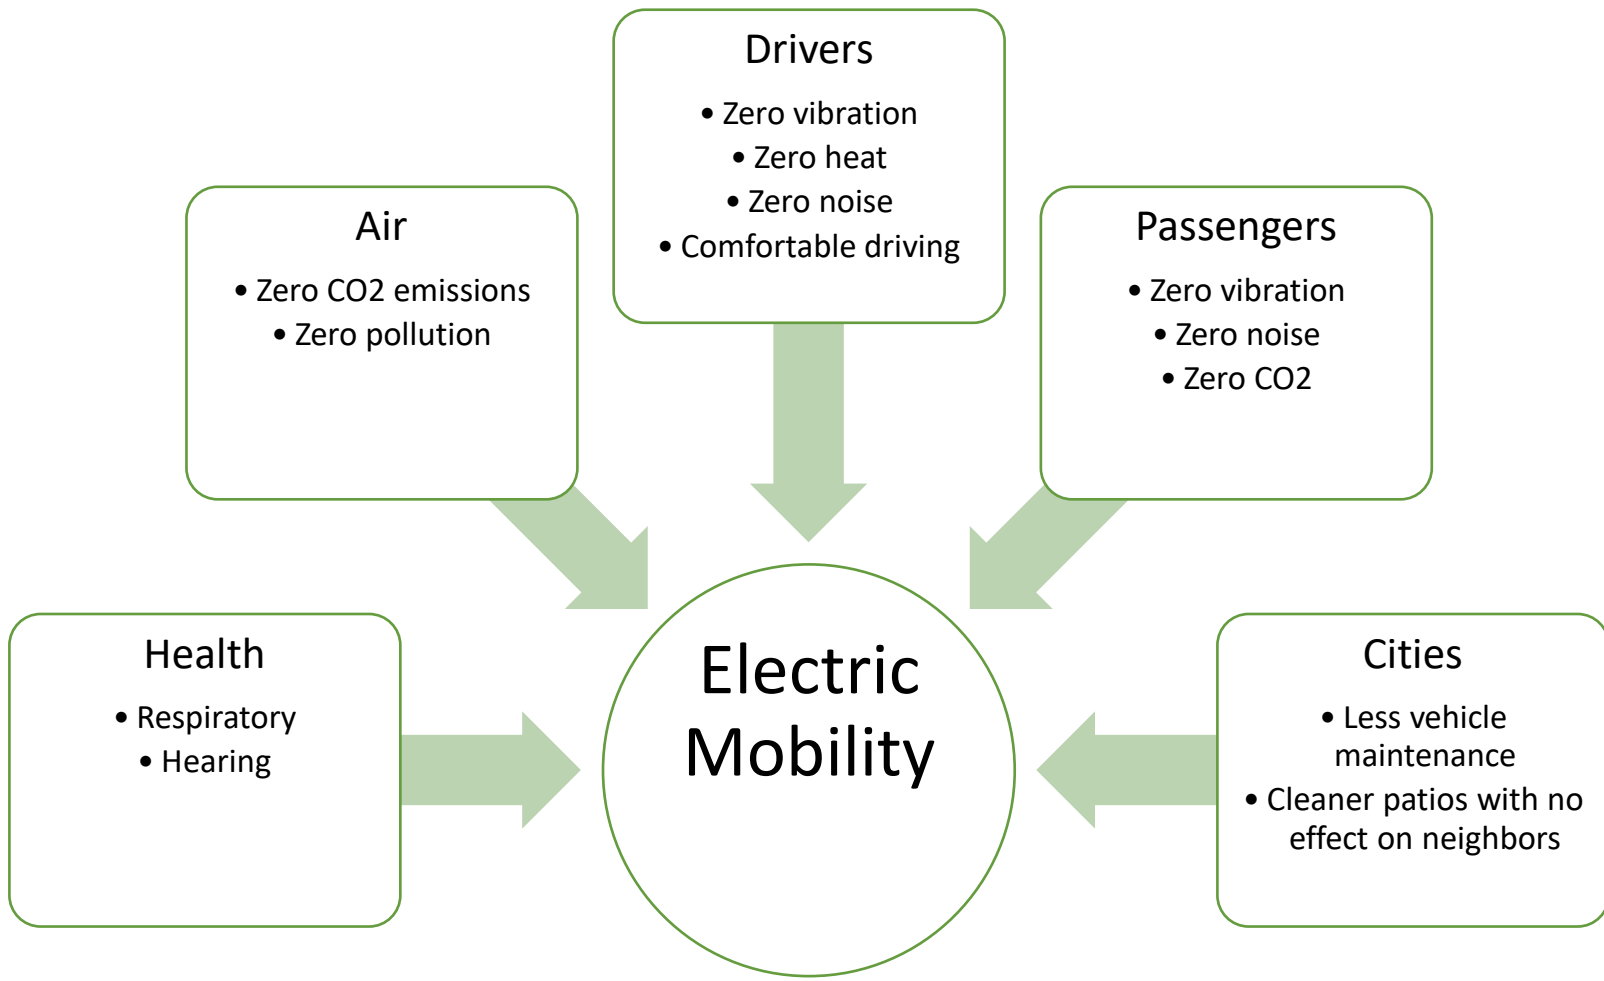 Drivers
• Zero vibration
• Zero heat
• Zero noise
• Comfortable driving
Air
• Zero CO2 emissions
• Zero pollution
Passengers
• Zero vibration
• Zero noise
• Zero CO2
Health
• Respiratory
• Hearing
Electric
Mobility
Cities
• Less vehicle
maintenance
• Cleaner patios with no
effect on neighbors